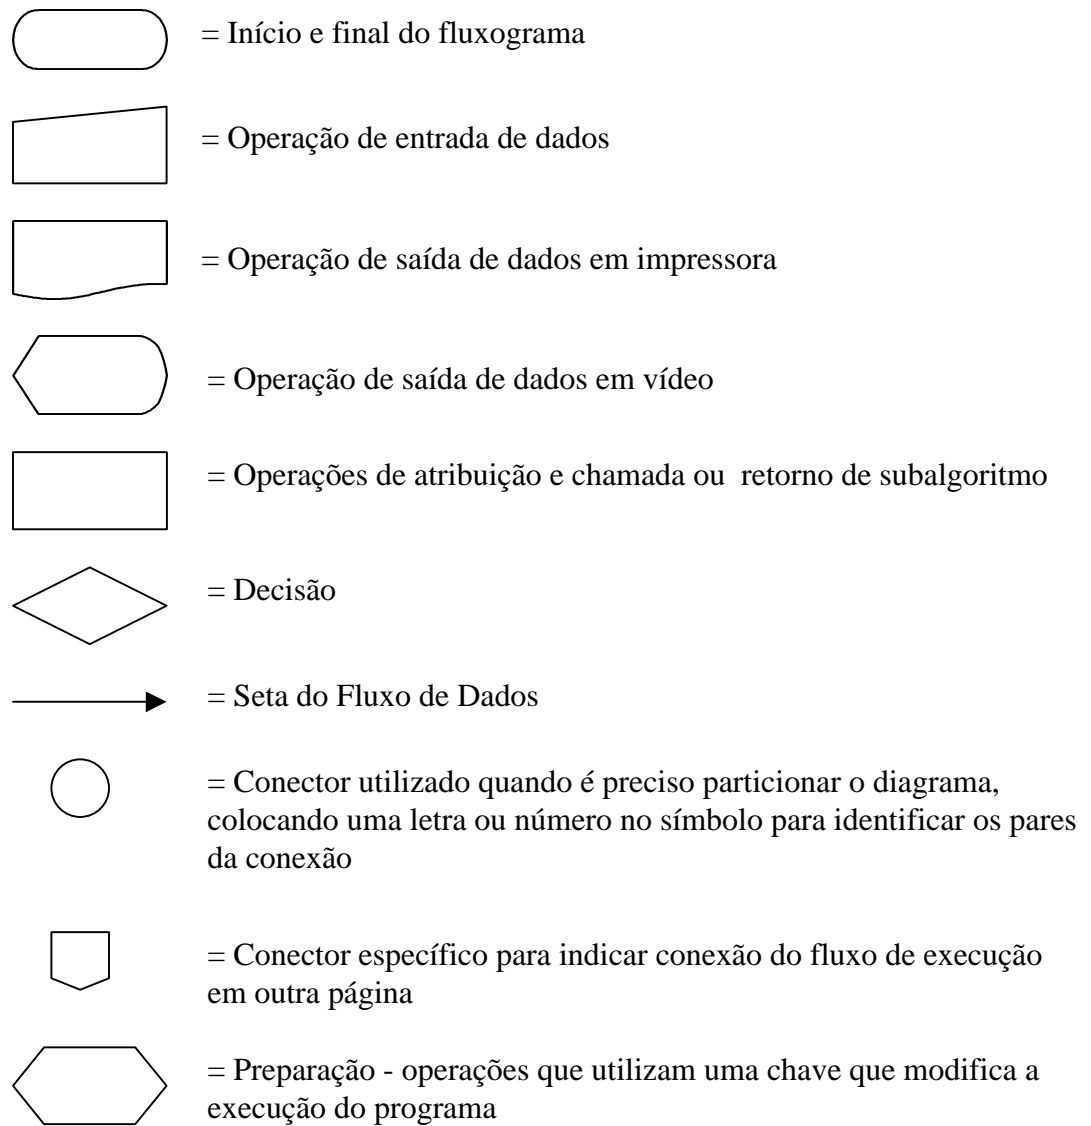 = Início e final do fluxograma
= Operação de entrada de dados
= Operação de saída de dados em impressora
= Operação de saída de dados em vídeo
= Operações de atribuição e chamada ou  retorno de subalgoritmo
= Decisão
= Seta do Fluxo de Dados
= Conector utilizado quando é preciso particionar o diagrama,
colocando uma letra ou número no símbolo para identificar os pares
da conexão
= Conector específico para indicar conexão do fluxo de execução
em outra página
= Preparação - operações que utilizam uma chave que modifica a
execução do programa